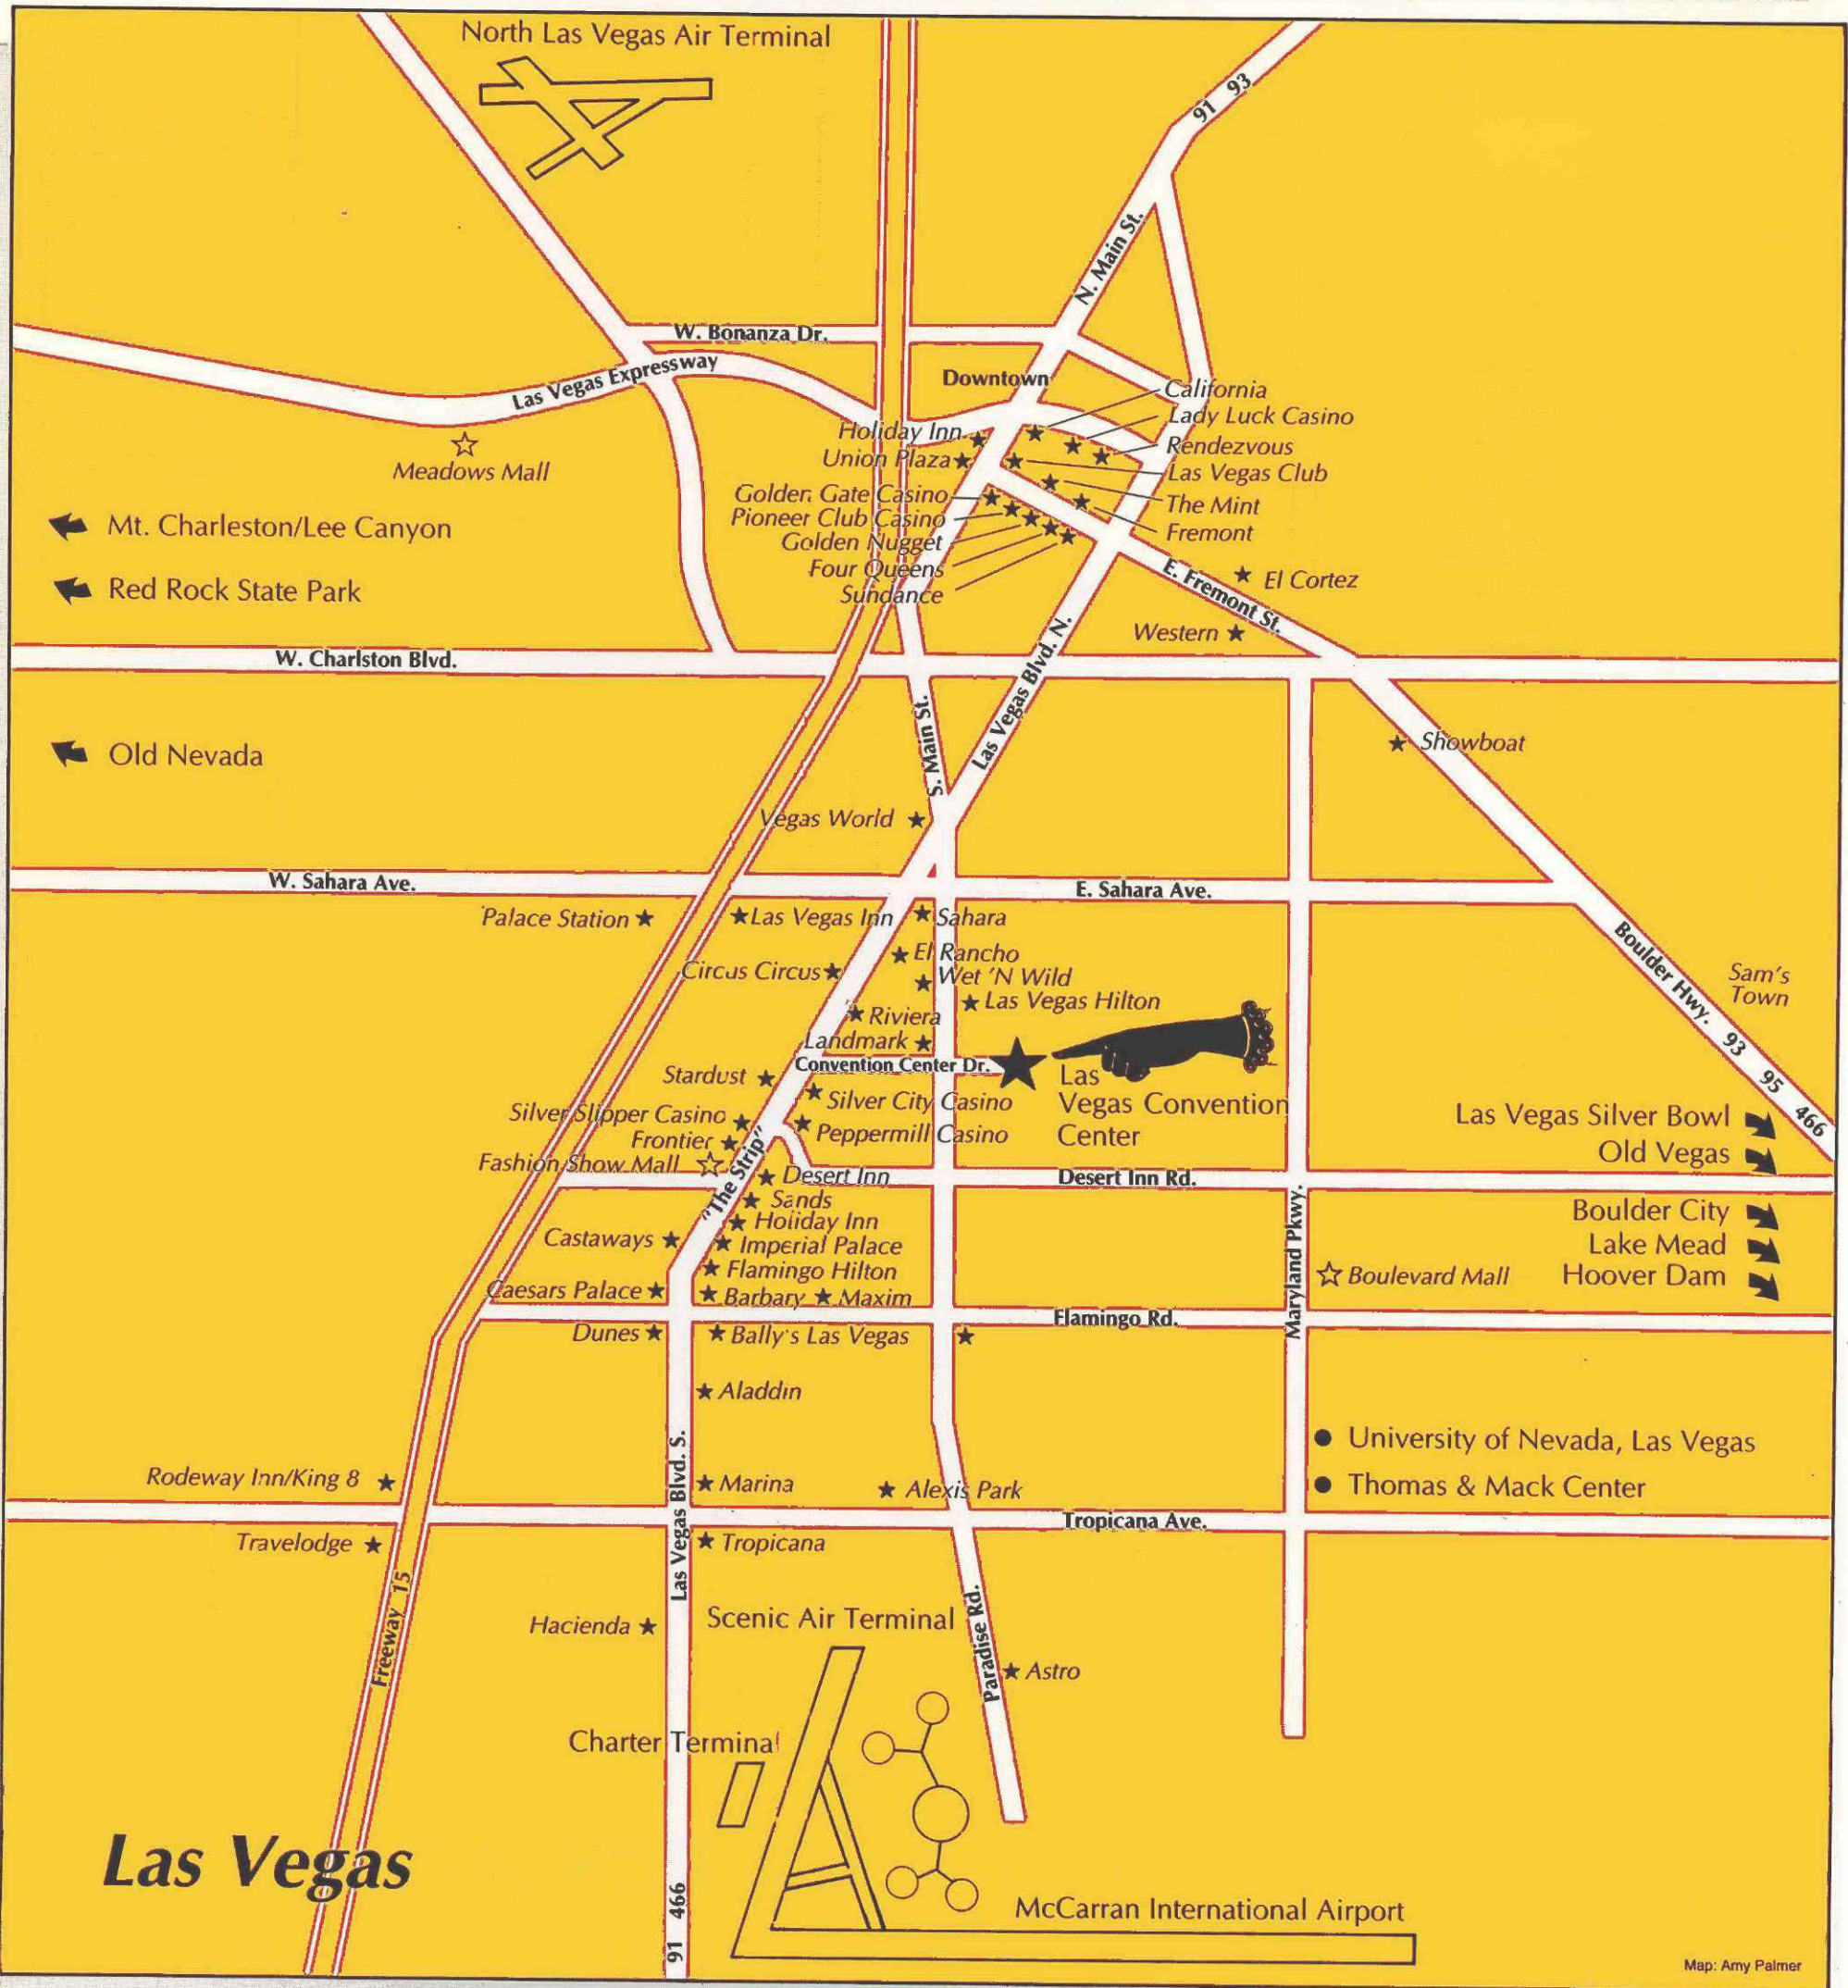 North Las Vegas Air Terminal
91 93
N. Main St.
W. Bonanza Dr.
Las Vegas Expressway
Downtown
California
Lady Luck Casino
Holiday Inn
Rendezvous
Union Plaza
Las Vegas Club
Meadows Mall
Golden Gate Casino
The Mint
Pioneer Club Casino
Mt. Charleston/Lee Canyon
Fremont
Golden Nugget
Four Queens
E. Fremont St.
El Cortez
Red Rock State Park
Sundance
Western
W. Charlston Blvd.
Las Vegas Blvd. N.
S. Main St.
Showboat
Old Nevada
Vegas World
W. Sahara Ave.
E. Sahara Ave.
Palace Station
Las Vegas Inn
Sahara
El Rancho
Boulder Hwy. 93 95 466
Circus Circus
Wet 'N Wild
Sam's
Town
Las Vegas Hilton
Riviera
Landmark
Convention Center Dr.
Stardust
Las
Vegas Convention
Center
Silver City Casino
Silver Slipper Casino
Peppermill Casino
Las Vegas Silver Bowl
Frontier
Old Vegas
Fashion Show Mall
"The Strip"
Desert Inn
Desert Inn Rd.
Sands
Boulder City
Holiday Inn
Castaways
Imperial Palace
Lake Mead
Maryland Pkwy.
Flamingo Hilton
Boulevard Mall
Hoover Dam
Caesars Palace
Barbary
Maxim
Flamingo Rd.
Dunes
Bally's Las Vegas
Aladdin
University of Nevada, Las Vegas
Rodeway Inn/King 8
Las Vegas Blvd. S.
Marina
Alexis Park
Thomas & Mack Center
Tropicana Ave.
Travelodge
Tropicana
Freeway 15
Hacienda
Scenic Air Terminal
Paradise Rd.
Astro
Charter Terminal
Las Vegas
91 466
McCarran International Airport
Map: Amy Palmer